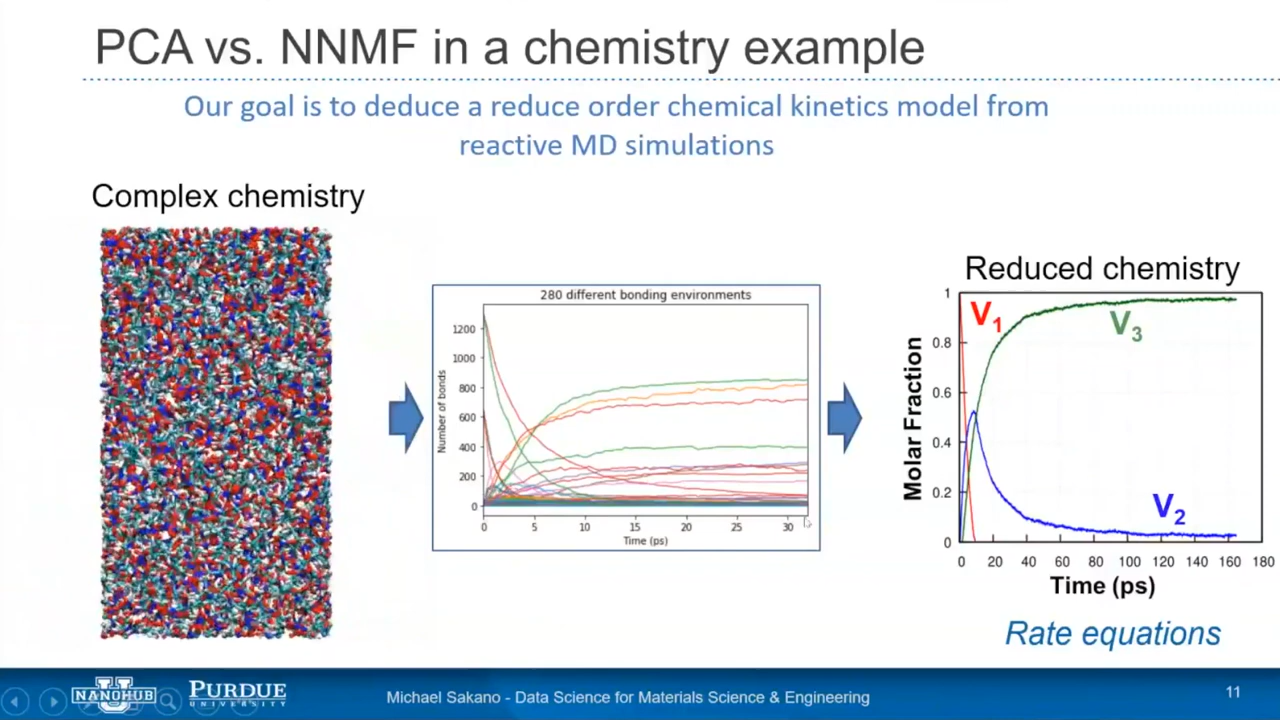 PCA vs. NNMF in a chemistry example
Our goal is to deduce a reduce order chemical kinetics model from
reactive MD simulations
Complex chemistry
280 different bonding environments
Number of bonds
1200
1000
800
600
400
200
0
0 5 10 15 20 25 30
Time (ps)
Reduced chemistry
Molar Fraction
1
0.8
0.6
0.4
0.2
0
V1
V3
V2
0 20 40 60 80 100 120 140 160 180
Time (ps)
Rate equations
NANOHUB
PURDUE
UNIVERSITY
Michael Sakano - Data Science for Materials Science & Engineering
11